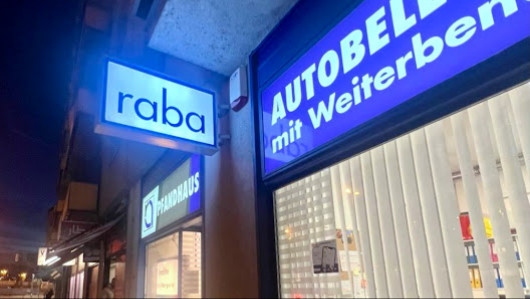 raba
PFANDHAUS
AUTOBELE
mit Weiterben